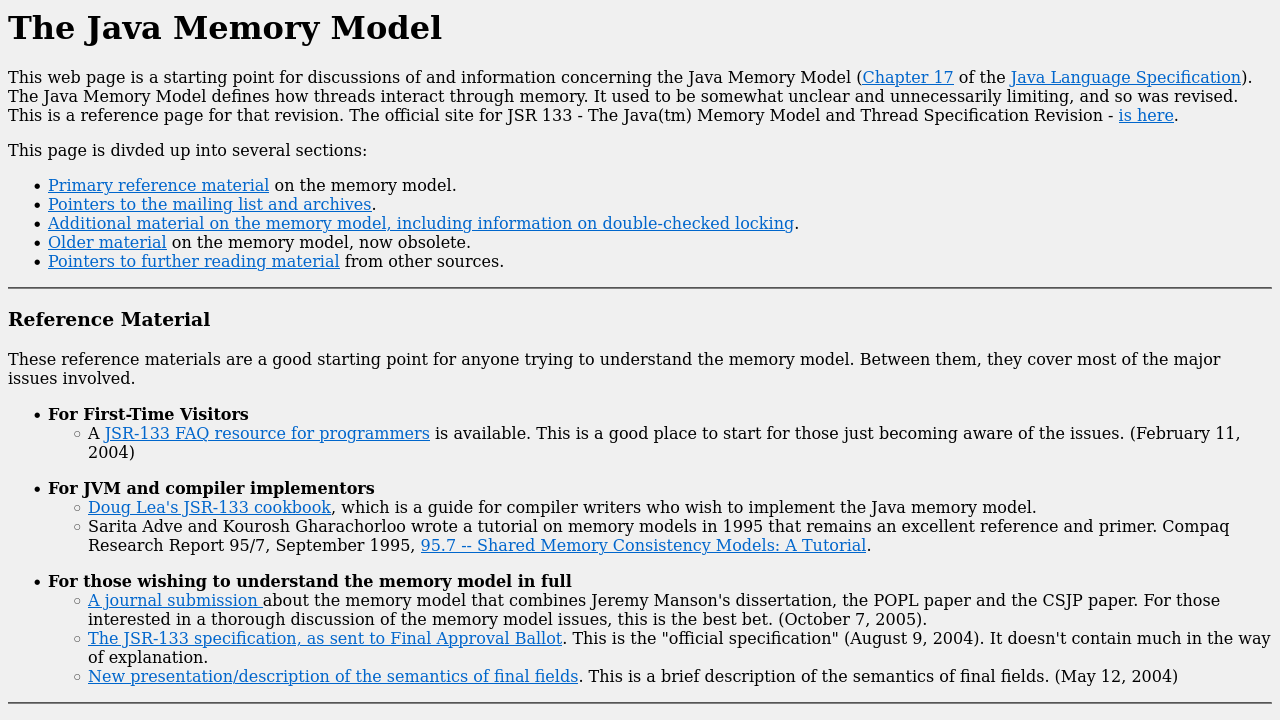 The Java Memory Model
This web page is a starting point for discussions of and information concerning the Java Memory Model (Chapter 17 of the Java Language Specification).
The Java Memory Model defines how threads interact through memory. It used to be somewhat unclear and unnecessarily limiting, and so was revised.
This is a reference page for that revision. The official site for JSR 133 - The Java(tm) Memory Model and Thread Specification Revision - is here.
This page is divded up into several sections:
Primary reference material on the memory model.
Pointers to the mailing list and archives.
Additional material on the memory model, including information on double-checked locking.
Older material on the memory model, now obsolete.
Pointers to further reading material from other sources.
Reference Material
These reference materials are a good starting point for anyone trying to understand the memory model. Between them, they cover most of the major
issues involved.
For First-Time Visitors
A JSR-133 FAQ resource for programmers is available. This is a good place to start for those just becoming aware of the issues. (February 11,
2004)
For JVM and compiler implementors
Doug Lea's JSR-133 cookbook, which is a guide for compiler writers who wish to implement the Java memory model.
Sarita Adve and Kourosh Gharachorloo wrote a tutorial on memory models in 1995 that remains an excellent reference and primer. Compaq
Research Report 95/7, September 1995, 95.7 -- Shared Memory Consistency Models: A Tutorial.
For those wishing to understand the memory model in full
A journal submission about the memory model that combines Jeremy Manson's dissertation, the POPL paper and the CSJP paper. For those
interested in a thorough discussion of the memory model issues, this is the best bet. (October 7, 2005).
The JSR-133 specification, as sent to Final Approval Ballot. This is the "official specification" (August 9, 2004). It doesn't contain much in the way
of explanation.
New presentation/description of the semantics of final fields. This is a brief description of the semantics of final fields. (May 12, 2004)